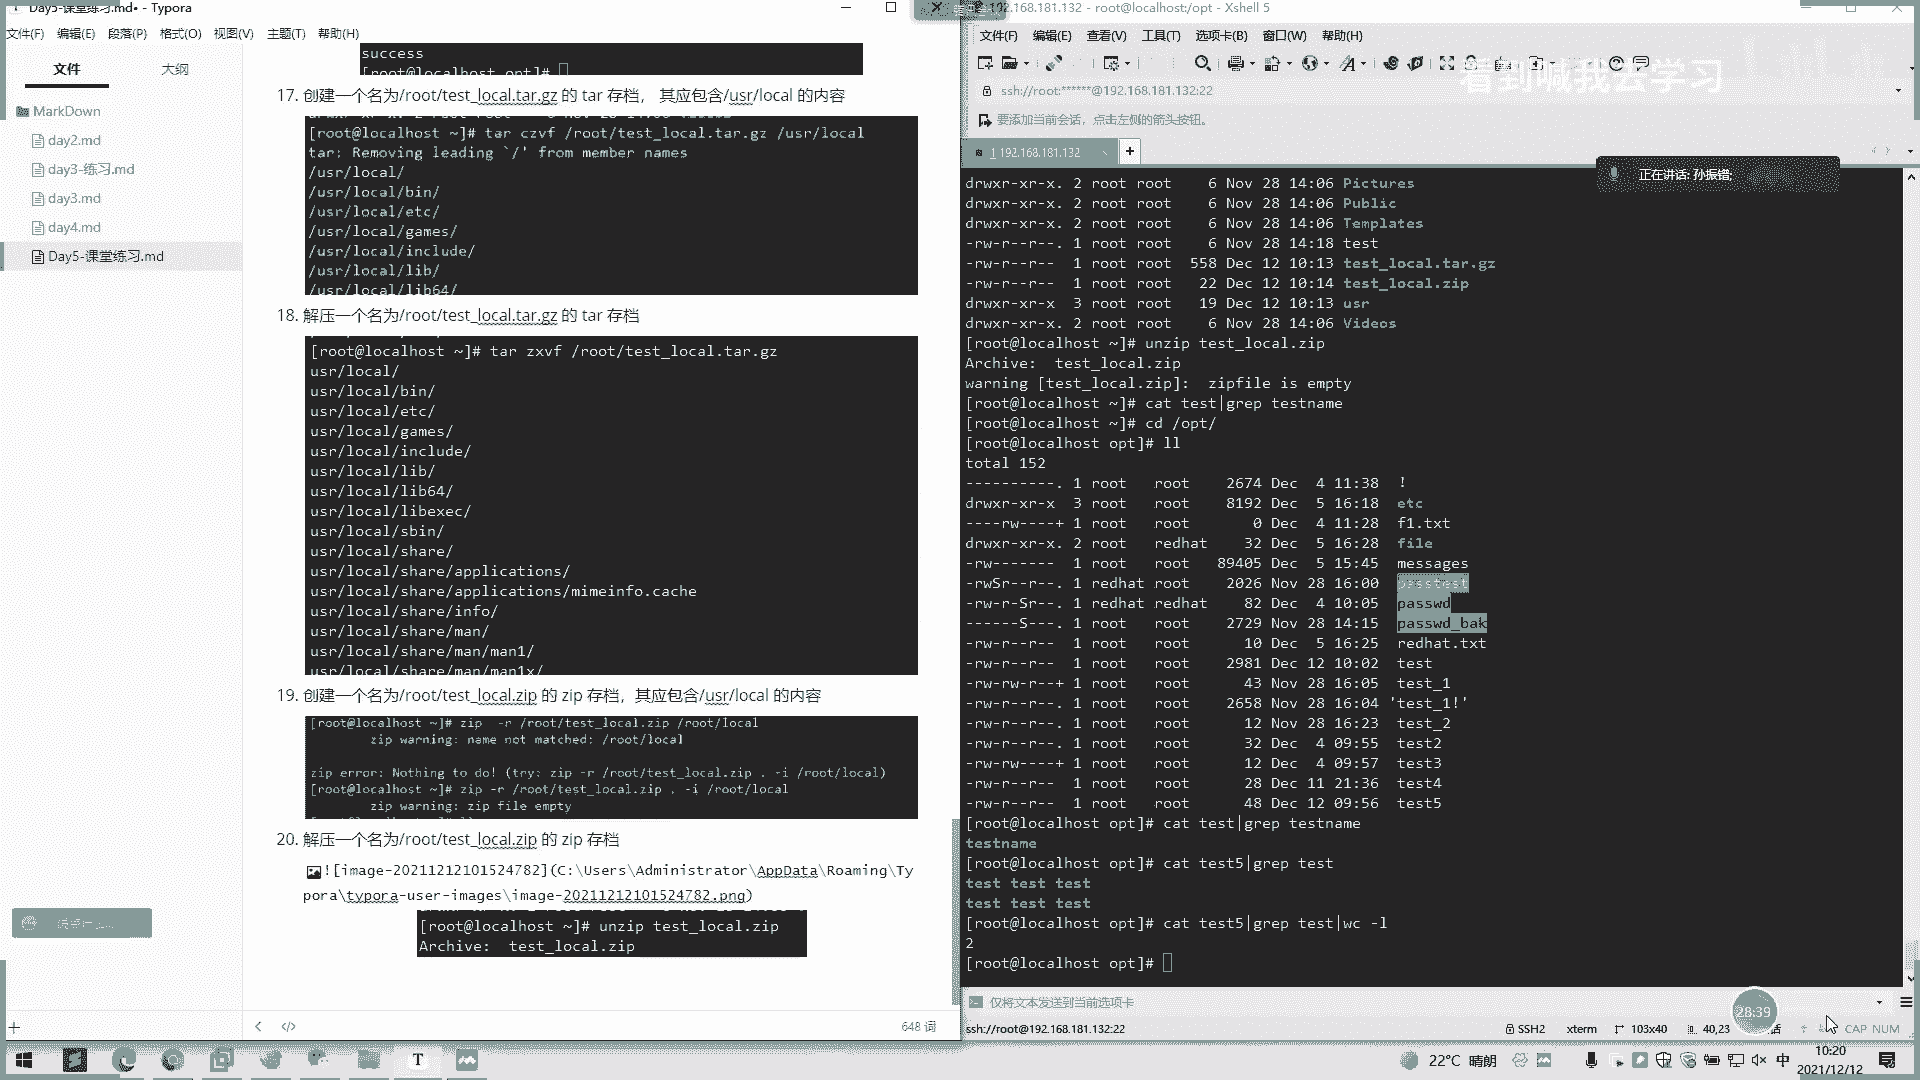 Day5-课堂练习.md• - Typora
文件(F) 编辑(E) 段落(P) 格式(O) 视图(V) 主题(T) 帮助(H)
文件 大纲
MarkDown
day2.md
day3-练习.md
day3.md
day4.md
Day5-课堂练习.md
success
[root@localhost opt]#
17. 创建一个名为/root/test_local.tar.gz 的 tar 存档， 其应包含/usr/local 的内容
[root@localhost ~]# tar czvf /root/test_local.tar.gz /usr/local
tar: Removing leading `/' from member names
/usr/local/
/usr/local/bin/
/usr/local/etc/
/usr/local/games/
/usr/local/include/
/usr/local/lib/
/usr/local/lib64/
18. 解压一个名为/root/test_local.tar.gz 的 tar 存档
[root@localhost ~]# tar zxvf /root/test_local.tar.gz
usr/local/
usr/local/bin/
usr/local/etc/
usr/local/games/
usr/local/include/
usr/local/lib/
usr/local/lib64/
usr/local/libexec/
usr/local/sbin/
usr/local/share/
usr/local/share/applications/
usr/local/share/applications/mimeinfo.cache
usr/local/share/info/
usr/local/share/man/
usr/local/share/man/man1/
usr/local/share/man/man1x/
19. 创建一个名为/root/test_local.zip 的 zip 存档，其应包含/usr/local 的内容
[root@localhost ~]# zip -r /root/test_local.zip /root/local
zip warning: name not matched: /root/local
zip error: Nothing to do! (try: zip -r /root/test_local.zip . -i /root/local)
[root@localhost ~]# zip -r /root/test_local.zip . -i /root/local
zip warning: zip file empty
20. 解压一个名为/root/test_local.zip 的 zip 存档
![image-20211212101524782](C:\Users\Administrator\AppData\Roaming\Ty
pora\typora-user-images\image-20211212101524782.png)
[root@localhost ~]# unzip test_local.zip
Archive:  test_local.zip
648 词
192.168.181.132 - root@localhost:/opt - Xshell 5
文件(F) 编辑(E) 查看(V) 工具(T) 选项卡(B) 窗口(W) 帮助(H)
看到喊我去学习
ssh://root:******@192.168.181.132:22
要添加当前会话，点击左侧的箭头按钮。
1 192.168.181.132
正在讲话: 孙振锴;
drwxr-xr-x. 2 root root    6 Nov 28 14:06 Pictures
drwxr-xr-x. 2 root root    6 Nov 28 14:06 Public
drwxr-xr-x. 2 root root    6 Nov 28 14:06 Templates
-rw-r--r--. 1 root root    6 Nov 28 14:18 test
-rw-r--r--  1 root root  558 Dec 12 10:13 test_local.tar.gz
-rw-r--r--  1 root root   22 Dec 12 10:14 test_local.zip
drwxr-xr-x  3 root root   19 Dec 12 10:13 usr
drwxr-xr-x. 2 root root    6 Nov 28 14:06 Videos
[root@localhost ~]# unzip test_local.zip
Archive:  test_local.zip
warning [test_local.zip]:  zipfile is empty
[root@localhost ~]# cat test|grep testname
[root@localhost ~]# cd /opt/
[root@localhost opt]# ll
total 152
----------. 1 root   root    2674 Dec  4 11:38  !
drwxr-xr-x  3 root   root    8192 Dec  5 16:18  etc
----rw----+ 1 root   root       0 Dec  4 11:28  f1.txt
drwxr-xr-x. 2 root   redhat    32 Dec  5 16:28  file
-rw-------  1 root   root   89405 Dec  5 15:45  messages
-rwSr--r--. 1 redhat root    2026 Nov 28 16:00  passtest
-rw-r-Sr--. 1 redhat redhat    82 Dec  4 10:05  passwd
------S---. 1 root   root    2729 Nov 28 14:15  passwd_bak
-rw-r--r--  1 root   root      10 Dec  5 16:25  redhat.txt
-rw-r--r--  1 root   root    2981 Dec 12 10:02  test
-rw-rw-r--+ 1 root   root      43 Nov 28 16:05  test_1
-rw-r--r--. 1 root   root    2658 Nov 28 16:04 'test_1!'
-rw-r--r--. 1 root   root      12 Nov 28 16:23  test_2
-rw-r--r--. 1 root   root      32 Dec  4 09:55  test2
-rw-rw----+ 1 root   root      12 Dec  4 09:57  test3
-rw-r--r--  1 root   root      28 Dec 11 21:36  test4
-rw-r--r--  1 root   root      48 Dec 12 09:56  test5
[root@localhost opt]# cat test|grep testname
testname
[root@localhost opt]# cat test5|grep test
test test test
test test test
[root@localhost opt]# cat test5|grep test|wc -l
2
[root@localhost opt]#
仅将文本发送到当前选项卡
28:39
ssh://root@192.168.181.132:22 SSH2 xterm 103x40 40,23 CAP NUM
22°C 晴朗 中 10:20
2021/12/12